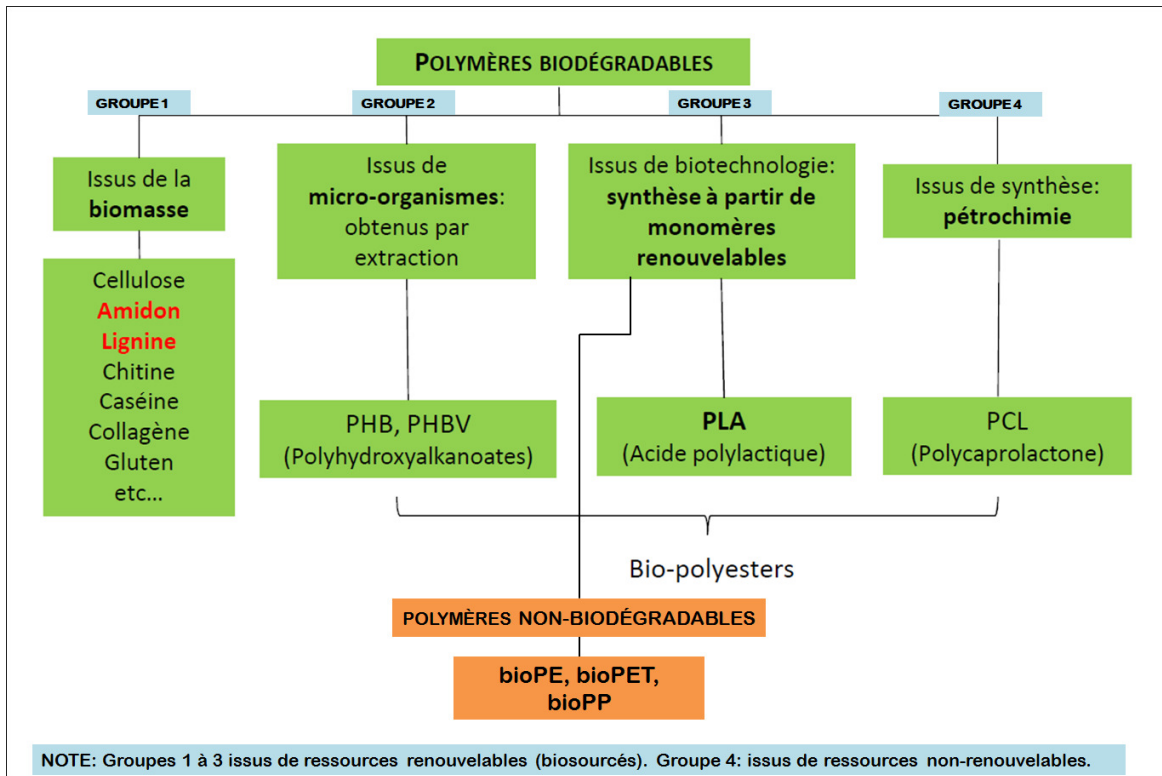 POLYMÈRES BIODÉGRADABLES
GROUPE 1
GROUPE 2
GROUPE 3
GROUPE 4
Issus de la
biomasse
Issus de
micro-organismes:
obtenus par
extraction
Issus de biotechnologie:
synthèse à partir de
monomères
renouvelables
Issus de synthèse:
pétrochimie
Cellulose
Amidon
Lignine
Chitine
Caséine
Collagène
Gluten
etc...
PHB, PHBV
(Polyhydroxyalkanoates)
PLA
(Acide polylactique)
PCL
(Polycaprolactone)
Bio-polyesters
POLYMÈRES NON-BIODÉGRADABLES
bioPE, bioPET,
bioPP
NOTE: Groupes 1 à 3 issus de ressources renouvelables (biosourcés). Groupe 4: issus de ressources non-renouvelables.